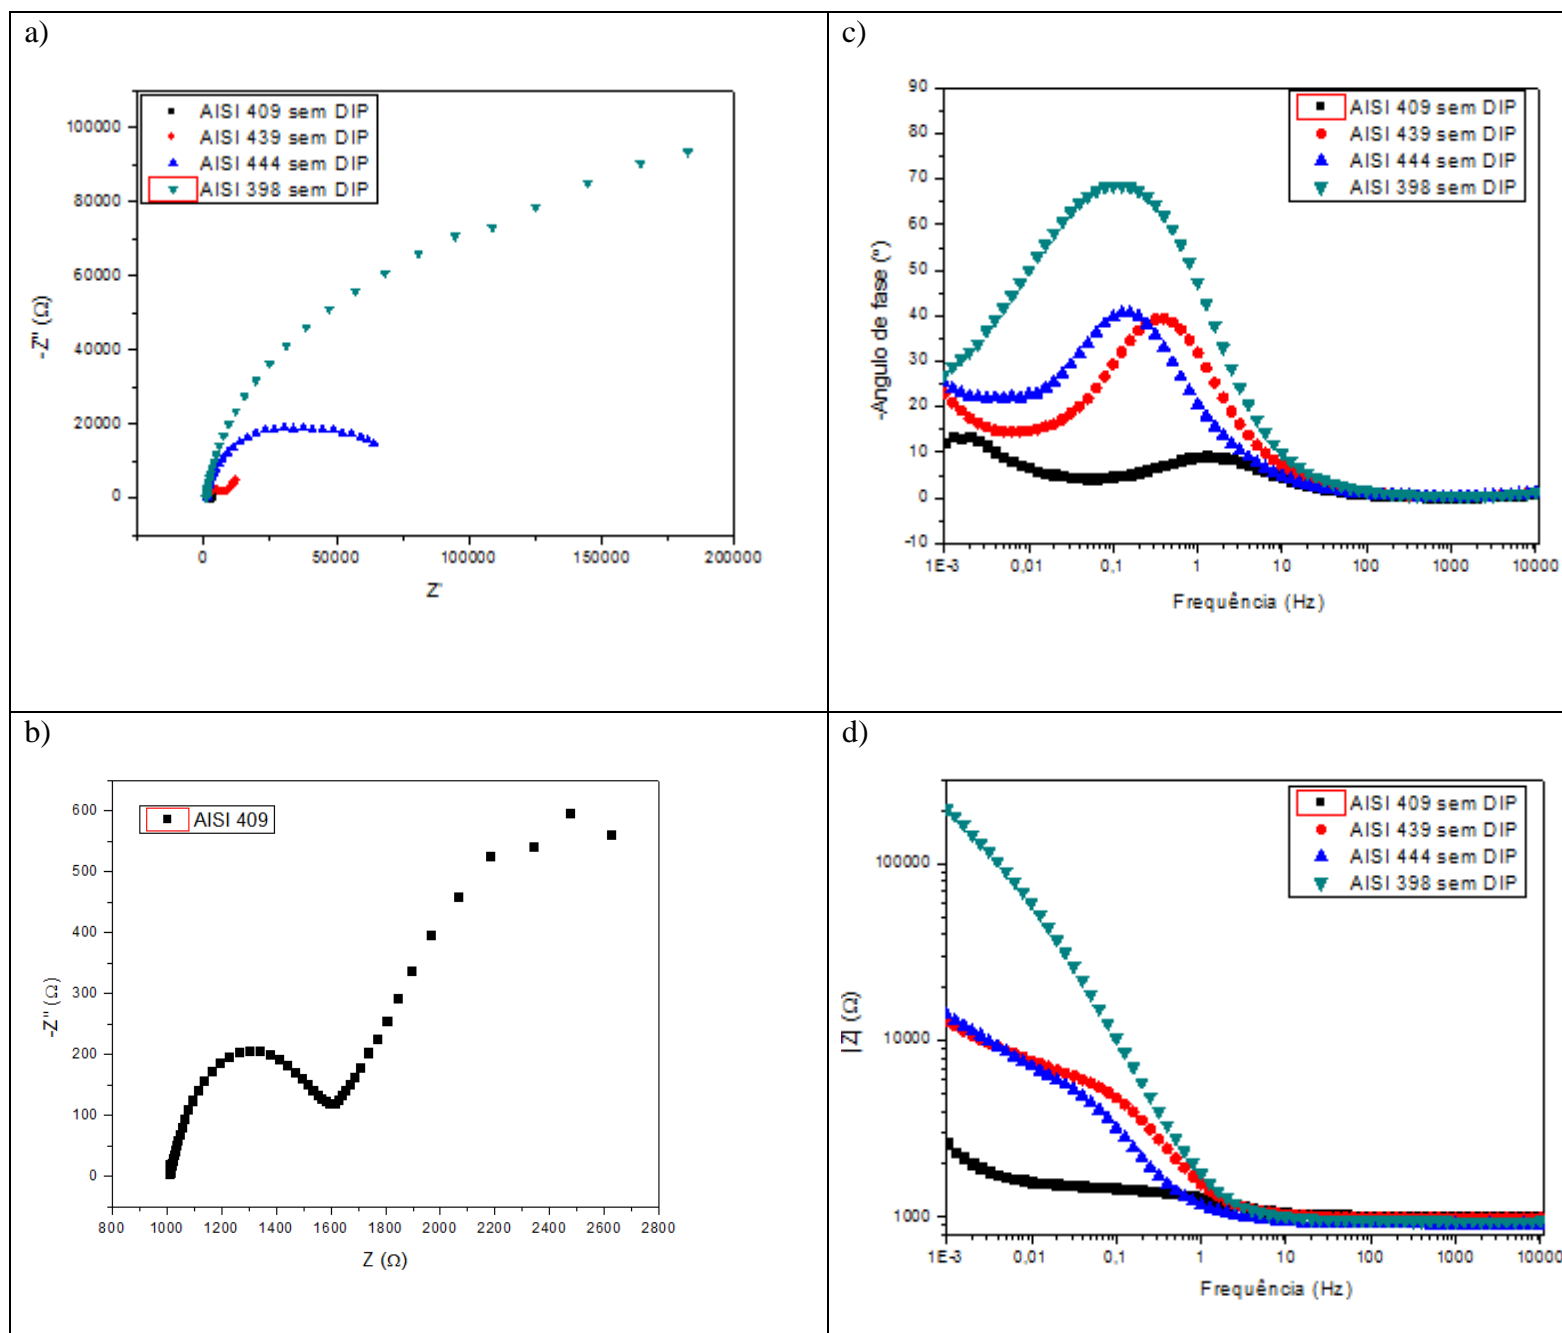 a)
AISI 409 sem DIP
AISI 439 sem DIP
AISI 444 sem DIP
AISI 398 sem DIP
100000
80000
60000
40000
20000
0
-Z" (Ω)
0
50000
100000
150000
200000
Z'
c)
AISI 409 sem DIP
AISI 439 sem DIP
AISI 444 sem DIP
AISI 398 sem DIP
90
80
70
60
50
40
30
20
10
0
-10
-Angulo de fase (º)
1E-3
0,01
0,1
1
10
100
1000
10000
Frequência (Hz)
b)
AISI 409
600
500
400
300
200
100
0
-Z" (Ω)
800
1000
1200
1400
1600
1800
2000
2200
2400
2600
2800
Z (Ω)
d)
AISI 409 sem DIP
AISI 439 sem DIP
AISI 444 sem DIP
AISI 398 sem DIP
100000
10000
1000
|Z| (Ω)
1E-3
0,01
0,1
1
10
100
1000
10000
Frequência (Hz)